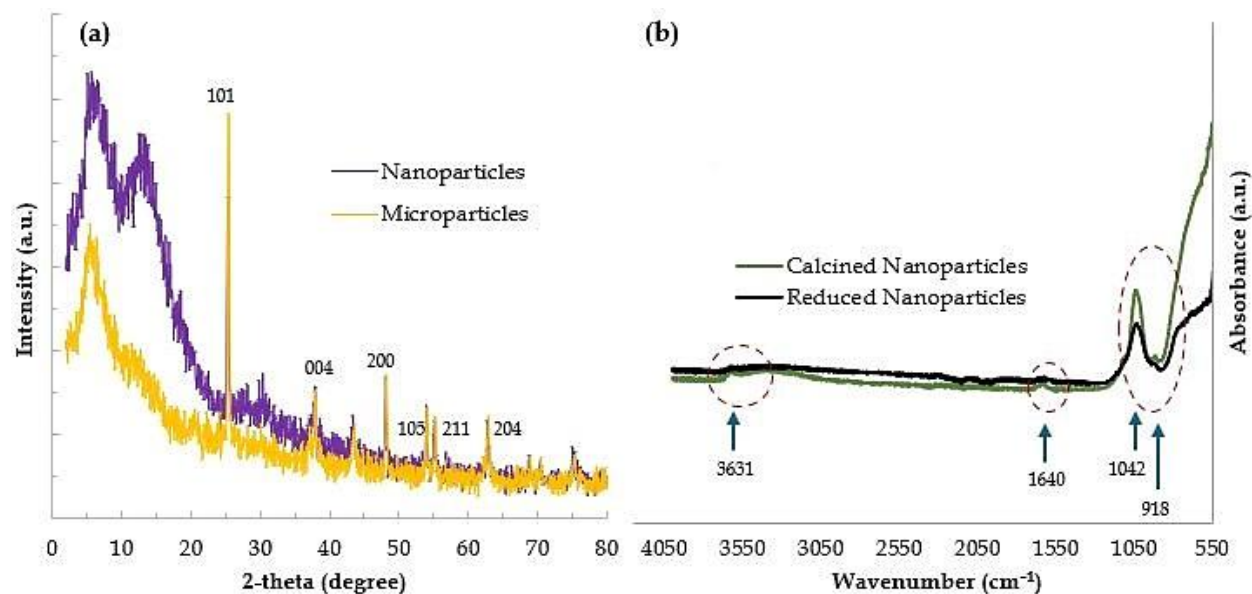 (a)
101
Nanoparticles
Microparticles
004
200
105
211
204
Intensity (a.u.)
0 10 20 30 40 50 60 70 80
2-theta (degree)
(b)
Calcined Nanoparticles
Reduced Nanoparticles
3631
1640
1042
918
4050 3550 3050 2550 2050 1550 1050 550
Wavenumber (cm⁻¹)
Absorbance (a.u.)